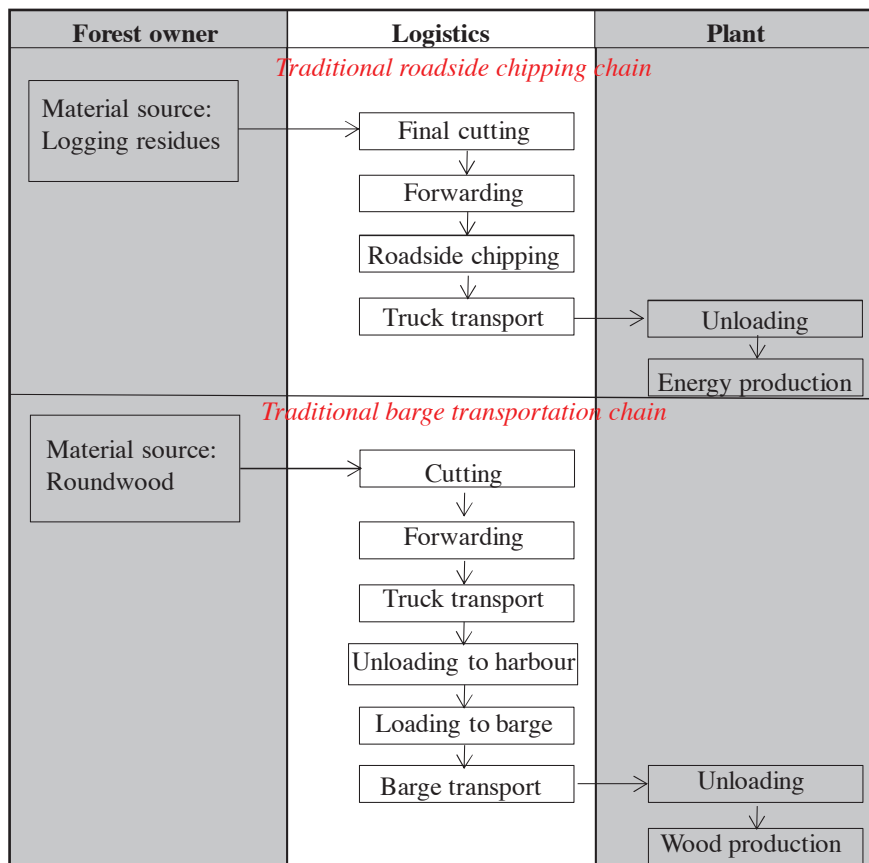 Forest owner
Logistics
Plant
Traditional roadside chipping chain
Material source:
Logging residues
Final cutting
Forwarding
Roadside chipping
Truck transport
Unloading
Energy production
Traditional barge transportation chain
Material source:
Roundwood
Cutting
Forwarding
Truck transport
Unloading to harbour
Loading to barge
Barge transport
Unloading
Wood production